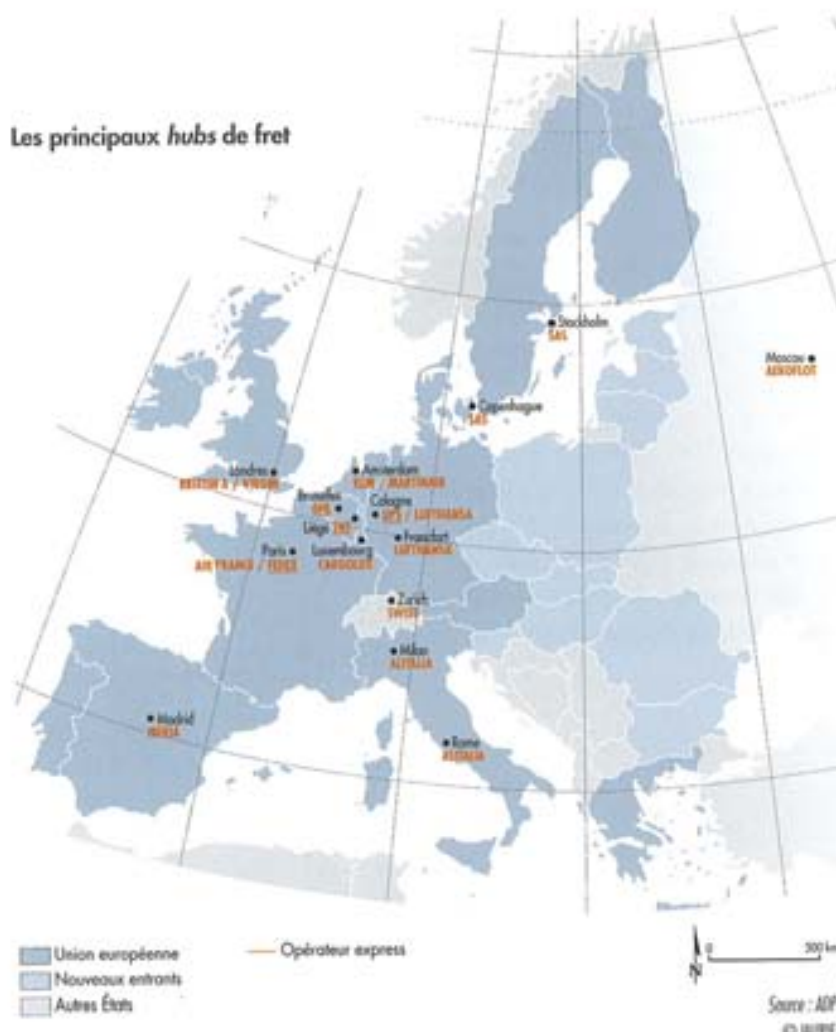 Les principaux hubs de fret
Stockholm
SAS
Moscou
AEROFLOT
Copenhague
SAS
Londres
BRITISH A / VIRGIN
Amsterdam
KLM / MARTINAIR
Bruxelles
Cologne
UPS / LUFTHANSA
Liège TNT
Francfort
LUFTHANSA
Paris
AIR FRANCE / FEDEX
Luxembourg
CARGOLUX
Zurich
SWISS
Milan
ALITALIA
Madrid
IBERIA
Rome
ALITALIA
Union européenne
Opérateur express
Nouveaux entrants
Autres États
N
0
300 km
Source : ADP